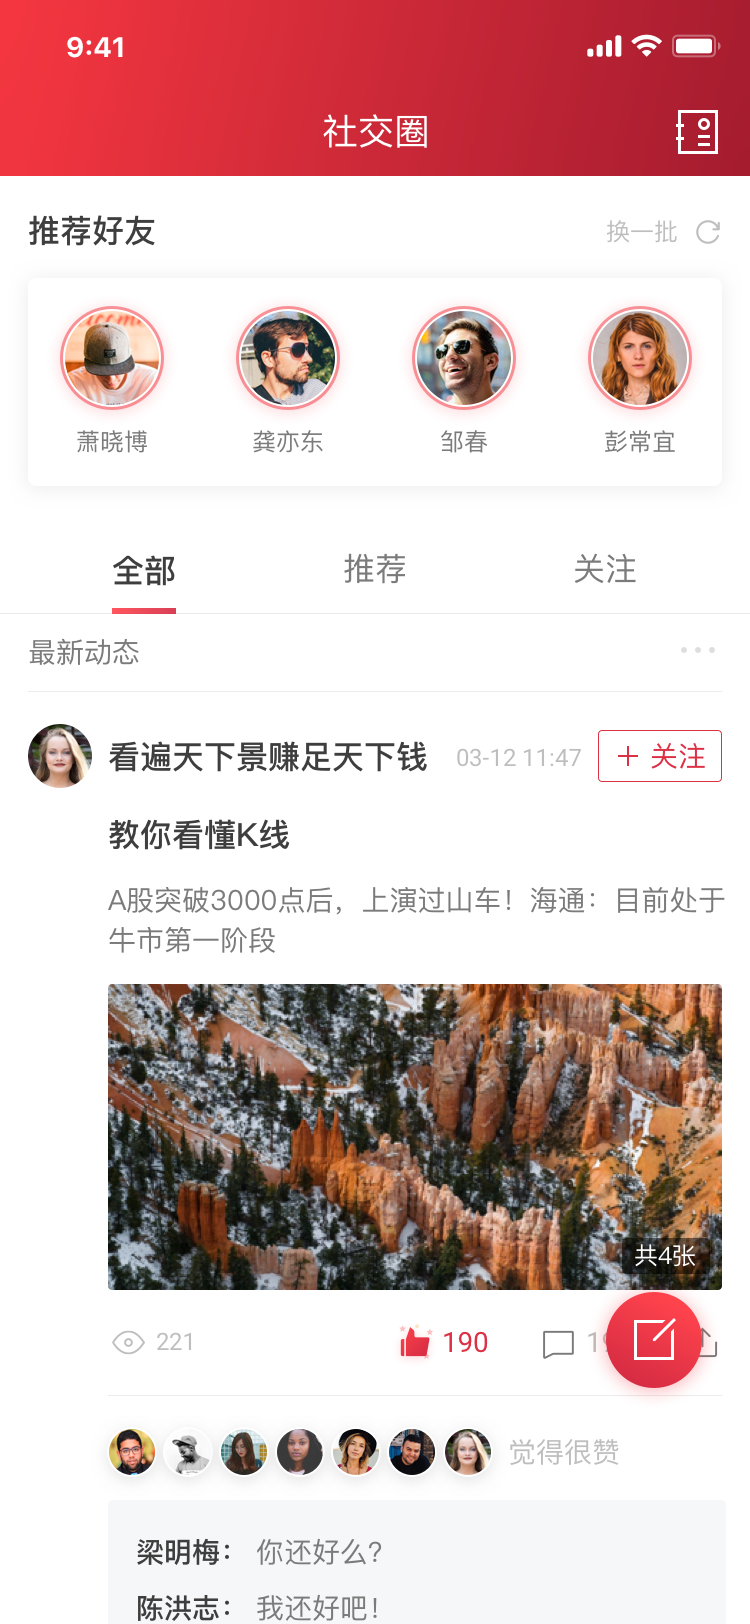 9:41
社交圈
推荐好友
换一批
萧晓博 龚亦东 邹春 彭常宜
全部 推荐 关注
最新动态
看遍天下景赚足天下钱 03-12 11:47 + 关注
教你看懂K线
A股突破3000点后，上演过山车！海通：目前处于
牛市第一阶段
共4张
221 190
觉得很赞
梁明梅： 你还好么？
陈洪志： 我还好吧！